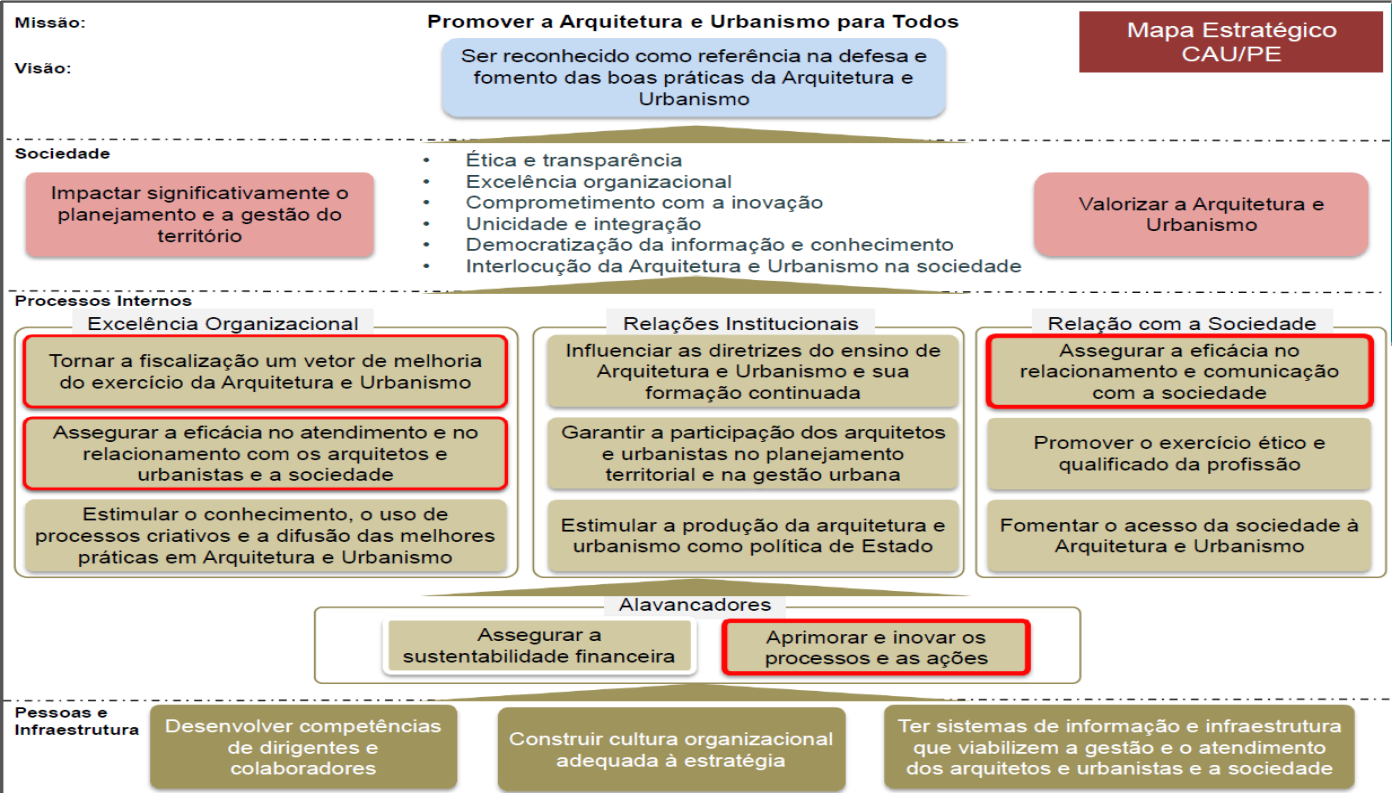 Missão:
Promover a Arquitetura e Urbanismo para Todos
Mapa Estratégico
CAU/PE
Visão:
Ser reconhecido como referência na defesa e
fomento das boas práticas da Arquitetura e
Urbanismo
Sociedade
Impactar significativamente o
planejamento e a gestão do
território
• Ética e transparência
• Excelência organizacional
• Comprometimento com a inovação
• Unicidade e integração
• Democratização da informação e conhecimento
• Interlocução da Arquitetura e Urbanismo na sociedade
Valorizar a Arquitetura e
Urbanismo
Processos Internos
Excelência Organizacional
Tornar a fiscalização um vetor de melhoria
do exercício da Arquitetura e Urbanismo
Assegurar a eficácia no atendimento e no
relacionamento com os arquitetos e
urbanistas e a sociedade
Estimular o conhecimento, o uso de
processos criativos e a difusão das melhores
práticas em Arquitetura e Urbanismo
Relações Institucionais
Influenciar as diretrizes do ensino de
Arquitetura e Urbanismo e sua
formação continuada
Garantir a participação dos arquitetos
e urbanistas no planejamento
territorial e na gestão urbana
Estimular a produção da arquitetura e
urbanismo como política de Estado
Relação com a Sociedade
Assegurar a eficácia no
relacionamento e comunicação
com a sociedade
Promover o exercício ético e
qualificado da profissão
Fomentar o acesso da sociedade à
Arquitetura e Urbanismo
Alavancadores
Assegurar a
sustentabilidade financeira
Aprimorar e inovar os
processos e as ações
Pessoas e
Infraestrutura
Desenvolver competências
de dirigentes e
colaboradores
Construir cultura organizacional
adequada à estratégia
Ter sistemas de informação e infraestrutura
que viabilizem a gestão e o atendimento
dos arquitetos e urbanistas e a sociedade